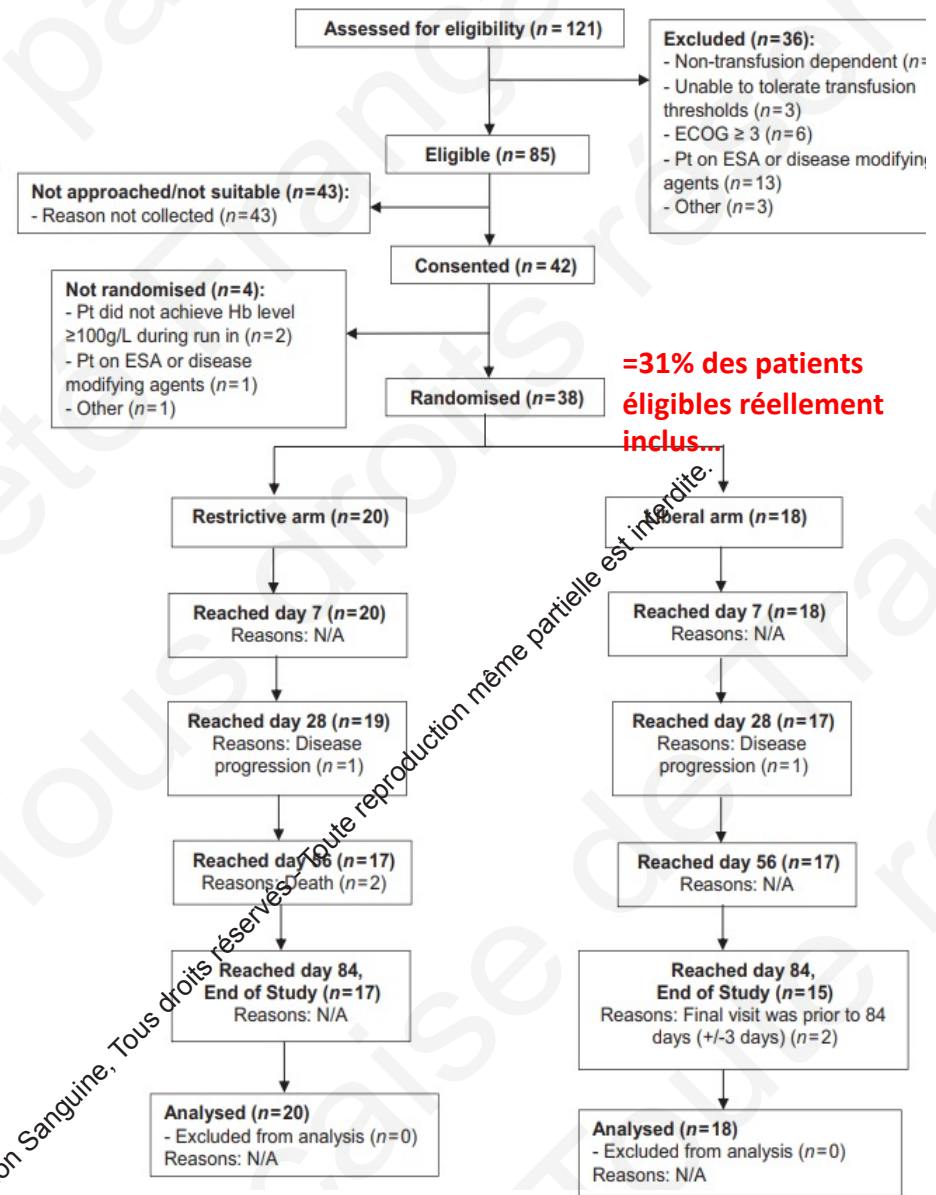 Assessed for eligibility (n=121)
Excluded (n=36):
- Non-transfusion dependent (n=
- Unable to tolerate transfusion
thresholds (n=3)
- ECOG ≥ 3 (n=6)
- Pt on ESA or disease modifying
agents (n=13)
- Other (n=3)
Eligible (n=85)
Not approached/not suitable (n=43):
- Reason not collected (n=43)
Consented (n=42)
Not randomised (n=4):
- Pt did not achieve Hb level
≥100g/L during run in (n=2)
- Pt on ESA or disease
modifying agents (n=1)
- Other (n=1)
Randomised (n=38)
=31% des patients
éligibles réellement
inclus...
Restrictive arm (n=20)
Liberal arm (n=18)
Reached day 7 (n=20)
Reasons: N/A
Reached day 7 (n=18)
Reasons: N/A
Reached day 28 (n=19)
Reasons: Disease
progression (n=1)
Reached day 28 (n=17)
Reasons: Disease
progression (n=1)
Reached day 56 (n=17)
Reasons: Death (n=2)
Reached day 56 (n=17)
Reasons: N/A
Reached day 84,
End of Study (n=17)
Reasons: N/A
Reached day 84,
End of Study (n=15)
Reasons: Final visit was prior to 84
days (+/-3 days) (n=2)
Analysed (n=20)
- Excluded from analysis (n=0)
Reasons: N/A
Analysed (n=18)
- Excluded from analysis (n=0)
Reasons: N/A
on Sanguine, Tous droits réservés - Toute reproduction même partielle est interdite.